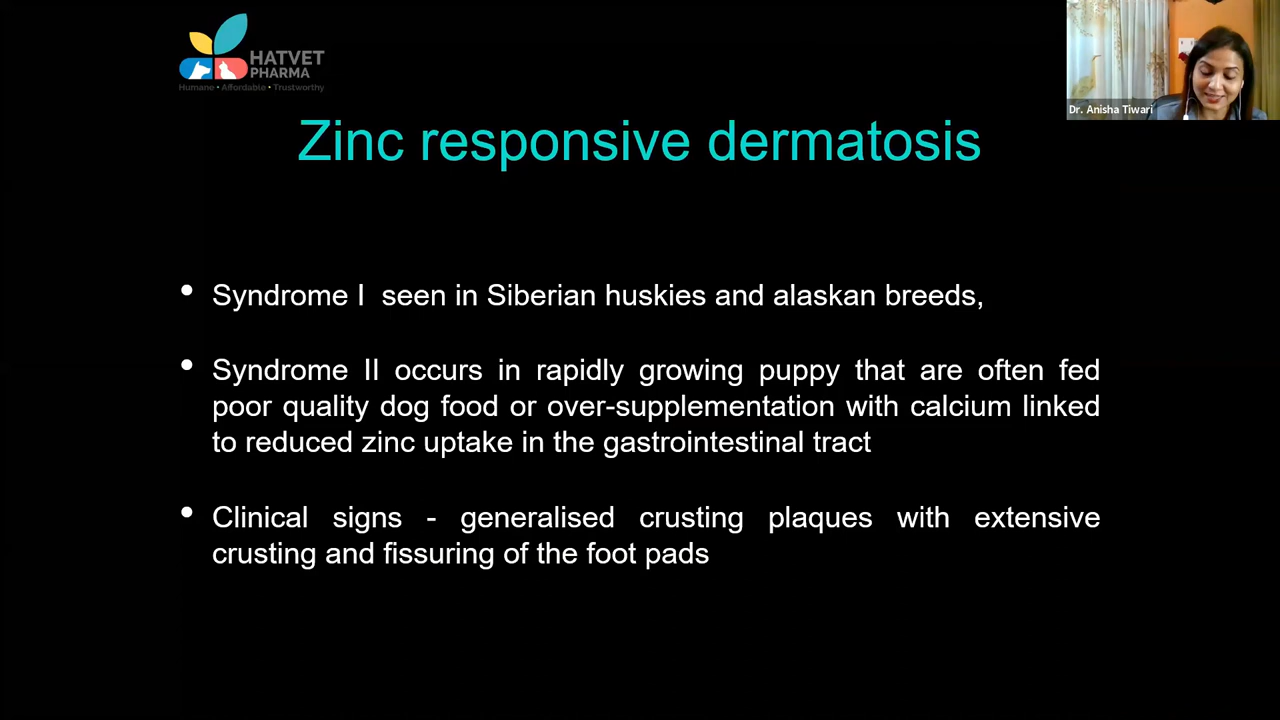 HATVET
PHARMA
Humane • Affordable • Trustworthy
Dr. Anisha Tiwari
Zinc responsive dermatosis
• Syndrome I seen in Siberian huskies and alaskan breeds,
• Syndrome II occurs in rapidly growing puppy that are often fed
poor quality dog food or over-supplementation with calcium linked
to reduced zinc uptake in the gastrointestinal tract
• Clinical signs - generalised crusting plaques with extensive
crusting and fissuring of the foot pads